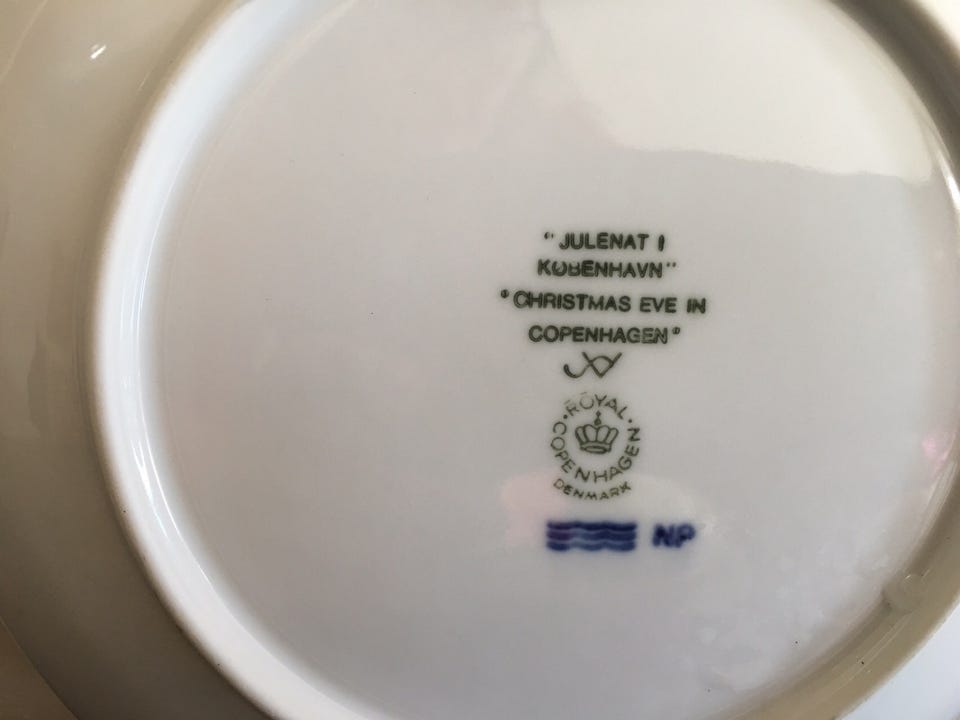 "JULENAT I
KØBENHAVN"
"CHRISTMAS EVE IN
COPENHAGEN"
ROYAL COPENHAGEN
DENMARK
NP